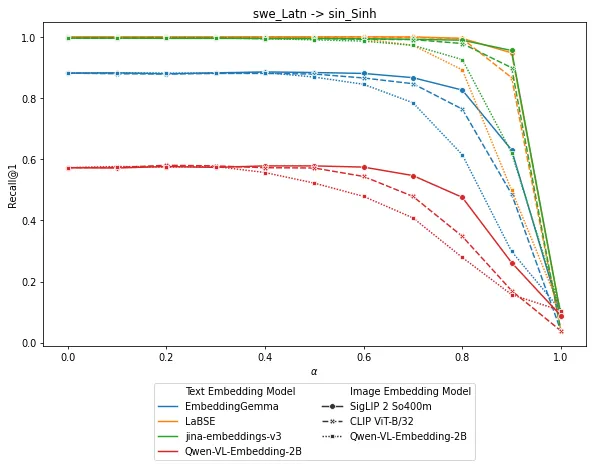 swe_Latn -> sin_Sinh
Recall@1
1.0
0.8
0.6
0.4
0.2
0.0
0.0 0.2 0.4 0.6 0.8 1.0
α
Text Embedding Model
EmbeddingGemma
LaBSE
jina-embeddings-v3
Qwen-VL-Embedding-2B
Image Embedding Model
SigLIP 2 So400m
CLIP ViT-B/32
Qwen-VL-Embedding-2B